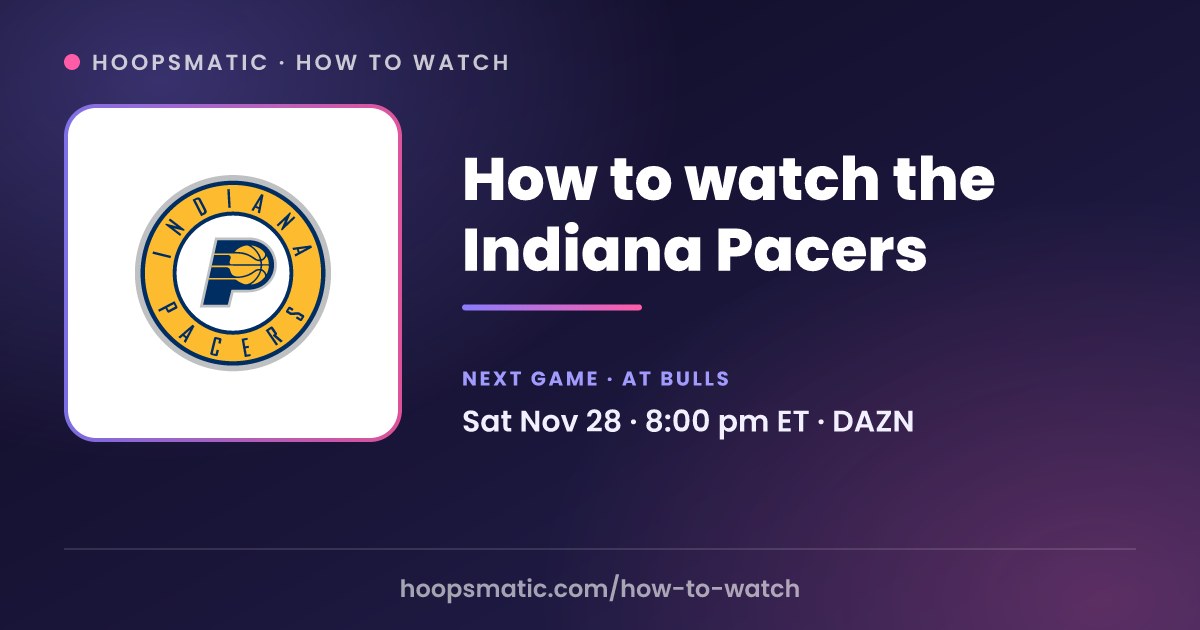 HOOPSMATIC · HOW TO WATCH
INDIANA
PACERS
P
How to watch the
Indiana Pacers
NEXT GAME · AT BULLS
Sat Nov 28 · 8:00 pm ET · DAZN
hoopsmatic.com/how-to-watch